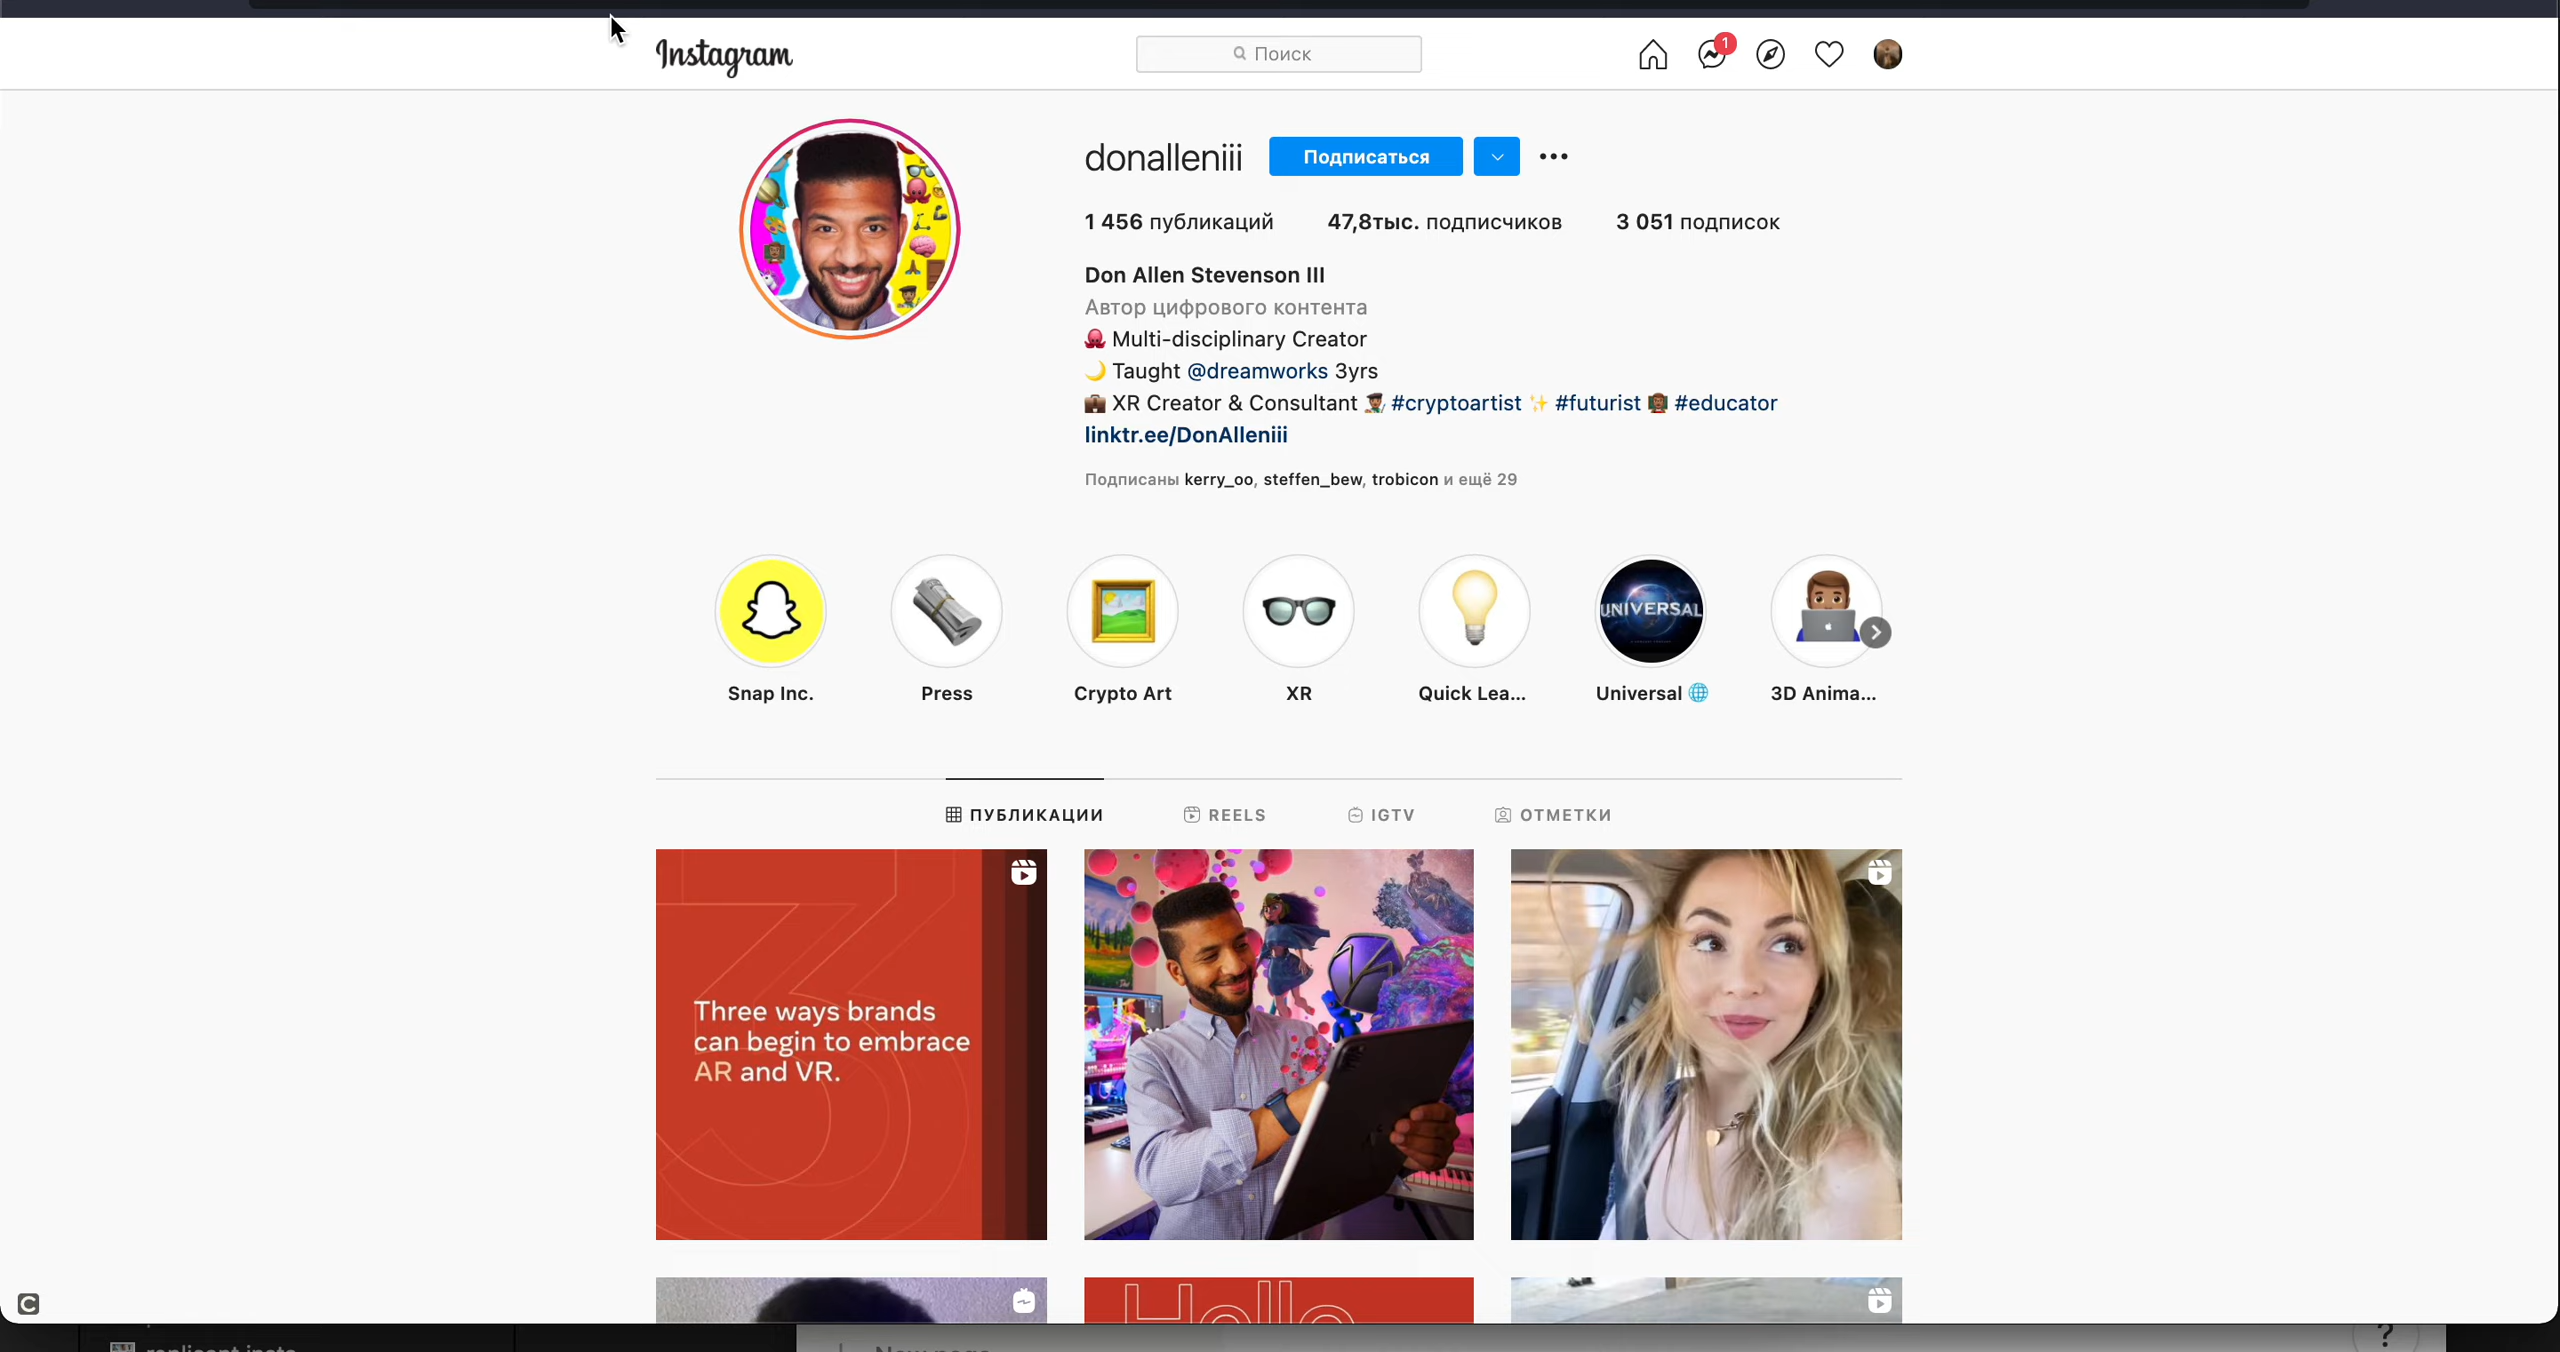 Instagram
Поиск
1
donalleniii
Подписаться
1 456 публикаций 47,8тыс. подписчиков 3 051 подписок
Don Allen Stevenson III
Автор цифрового контента
Multi-disciplinary Creator
Taught @dreamworks 3yrs
XR Creator & Consultant #cryptoartist #futurist #educator
linktr.ee/DonAlleniii
Подписаны kerry_oo, steffen_bew, trobicon и ещё 29
UNIVERSAL
Snap Inc. Press Crypto Art XR Quick Lea... Universal 3D Anima...
ПУБЛИКАЦИИ REELS IGTV ОТМЕТКИ
3
Three ways brands
can begin to embrace
AR and VR.
Hello
C
?